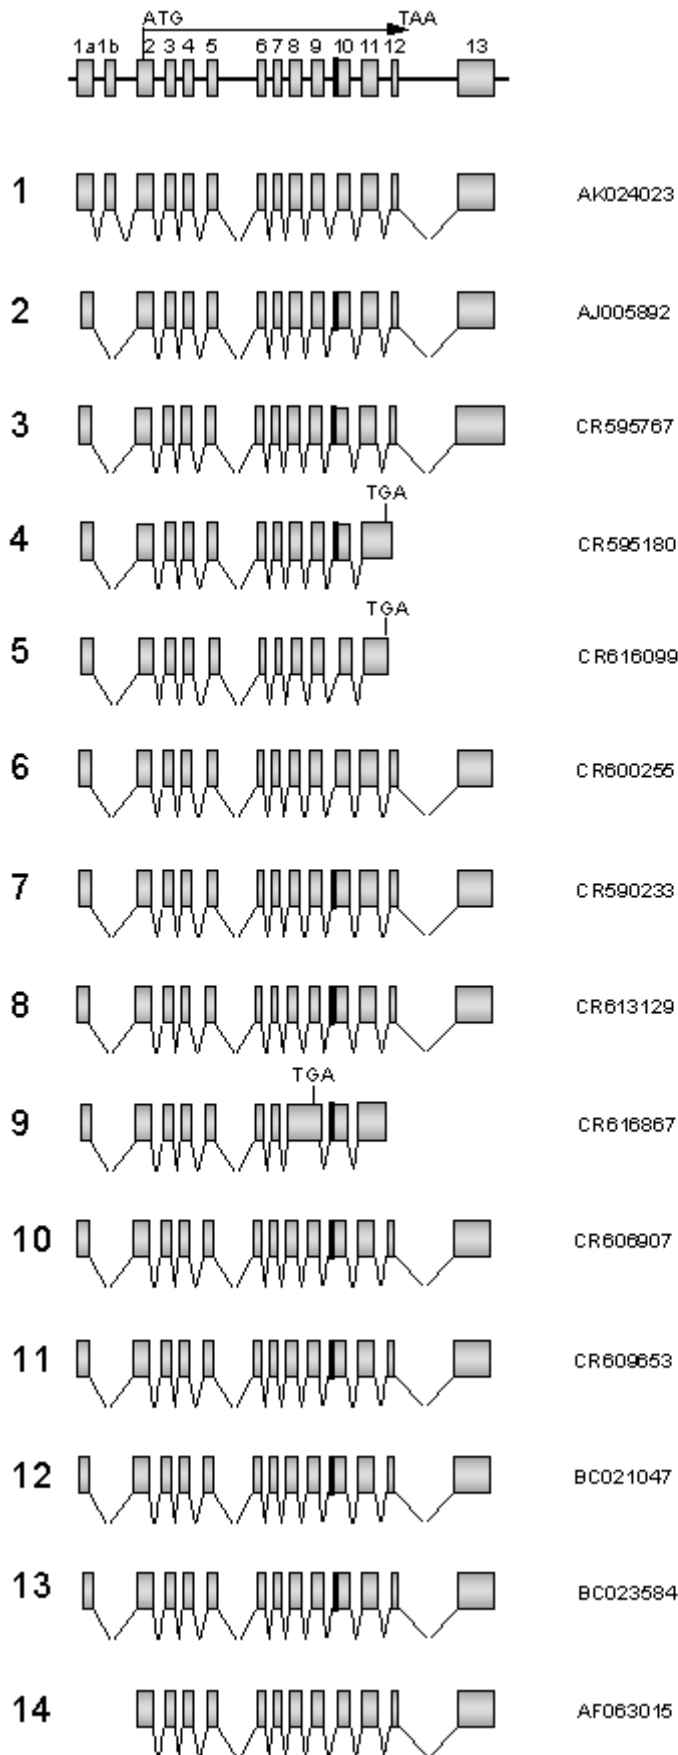 ATG TAA
1a1b 2 3 4 5 6 7 8 9 10 11 12 13
1 AK024023
2 AJ005892
3 CR595767
TGA
4 CR595180
TGA
5 CR616099
6 CR600255
7 CR590233
8 CR613129
TGA
9 CR616867
10 CR606907
11 CR609653
12 BC021047
13 BC023584
14 AF063015